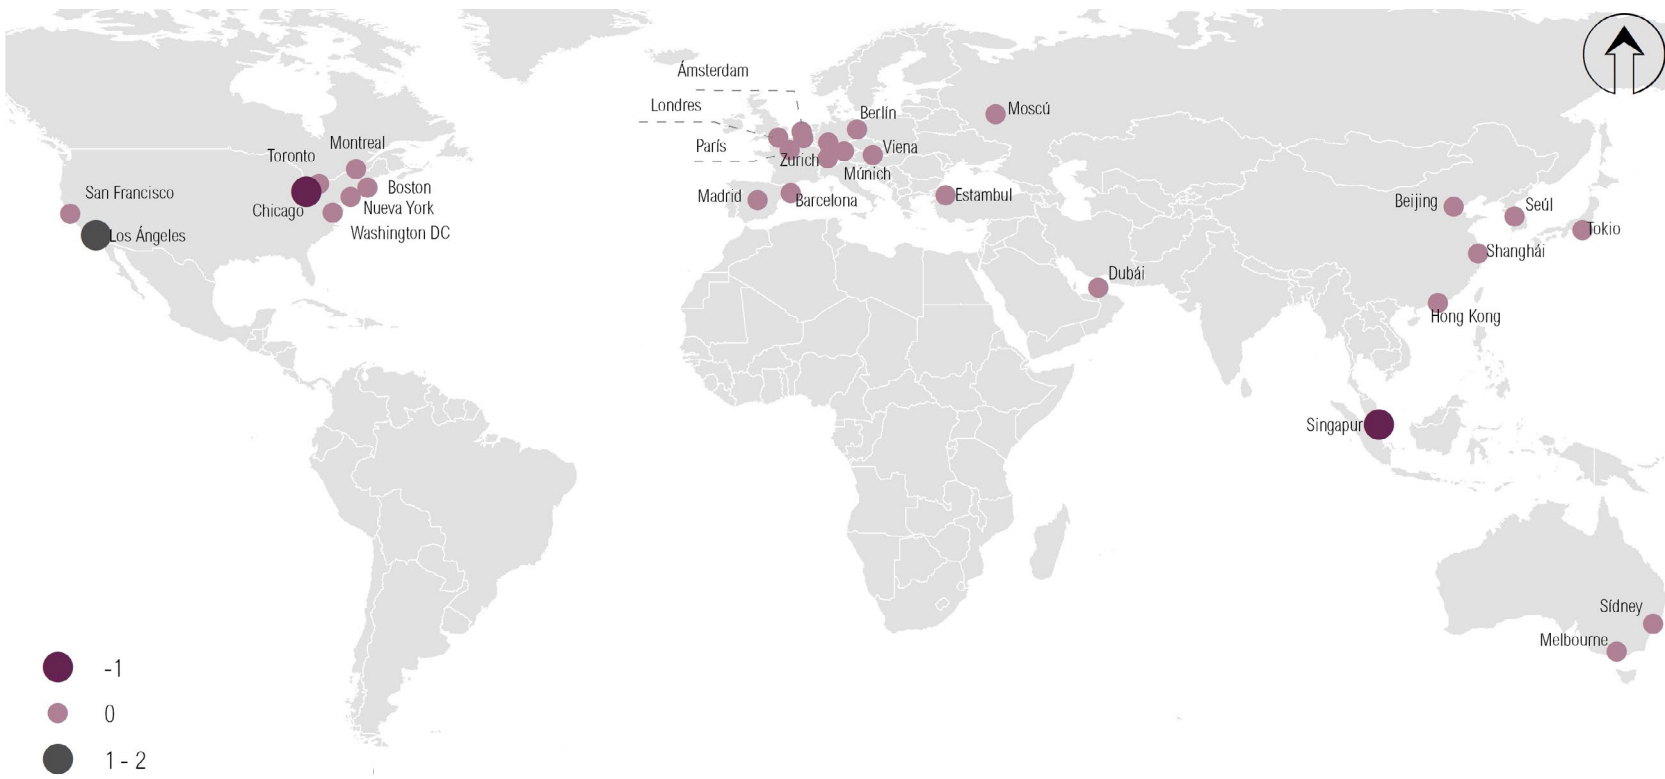 Ámsterdam
Londres
Berlín
Moscú
París
Zurich
Viena
Múnich
Montreal
Toronto
San Francisco
Boston
Chicago
Nueva York
Washington DC
Los Ángeles
Madrid
Barcelona
Estambul
Beijing
Seúl
Tokio
Shanghái
Dubái
Hong Kong
Singapur
Sídney
Melbourne
-1
0
1 - 2